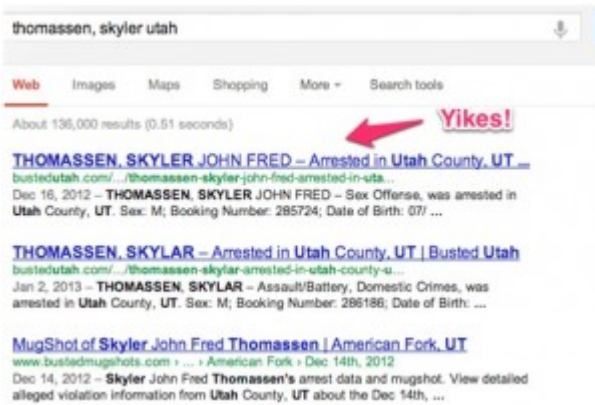 thomassen, skyler utah
Web Images Maps Shopping More Search tools
About 136,000 results (0.51 seconds)
Yikes!
THOMASSEN, SKYLER JOHN FRED – Arrested in Utah County, UT ...
bustedutah.com/.../thomassen-skyler-john-fred-arrested-in-uta...
Dec 16, 2012 – THOMASSEN, SKYLER JOHN FRED – Sex Offense, was arrested in
Utah County, UT. Sex: M; Booking Number: 285724; Date of Birth: 07/ ...
THOMASSEN, SKYLAR – Arrested in Utah County, UT | Busted Utah
bustedutah.com/.../thomassen-skylar-arrested-in-utah-county-u...
Jan 2, 2013 – THOMASSEN, SKYLAR – Assault/Battery, Domestic Crimes, was
arrested in Utah County, UT. Sex: M; Booking Number: 286186; Date of Birth: ...
MugShot of Skyler John Fred Thomassen | American Fork, UT
www.bustedmugshots.com › ... › American Fork › Dec 14th, 2012
Dec 14, 2012 – Skyler John Fred Thomassen's arrest data and mugshot. View detailed
alleged violation information from Utah County, UT about the Dec 14th, ...